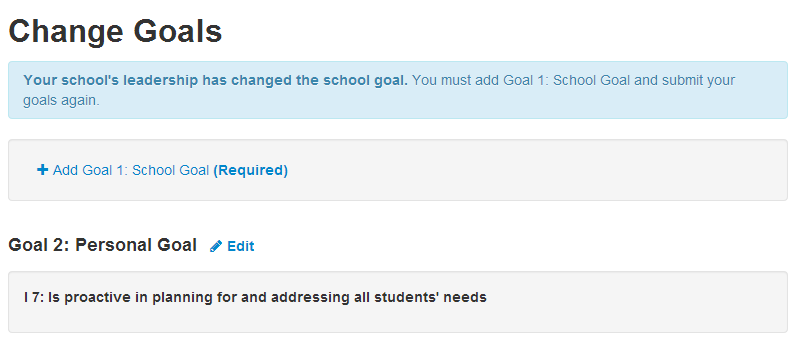 Change Goals
Your school's leadership has changed the school goal. You must add Goal 1: School Goal and submit your
goals again.
Add Goal 1: School Goal (Required)
Goal 2: Personal Goal Edit
I 7: Is proactive in planning for and addressing all students' needs